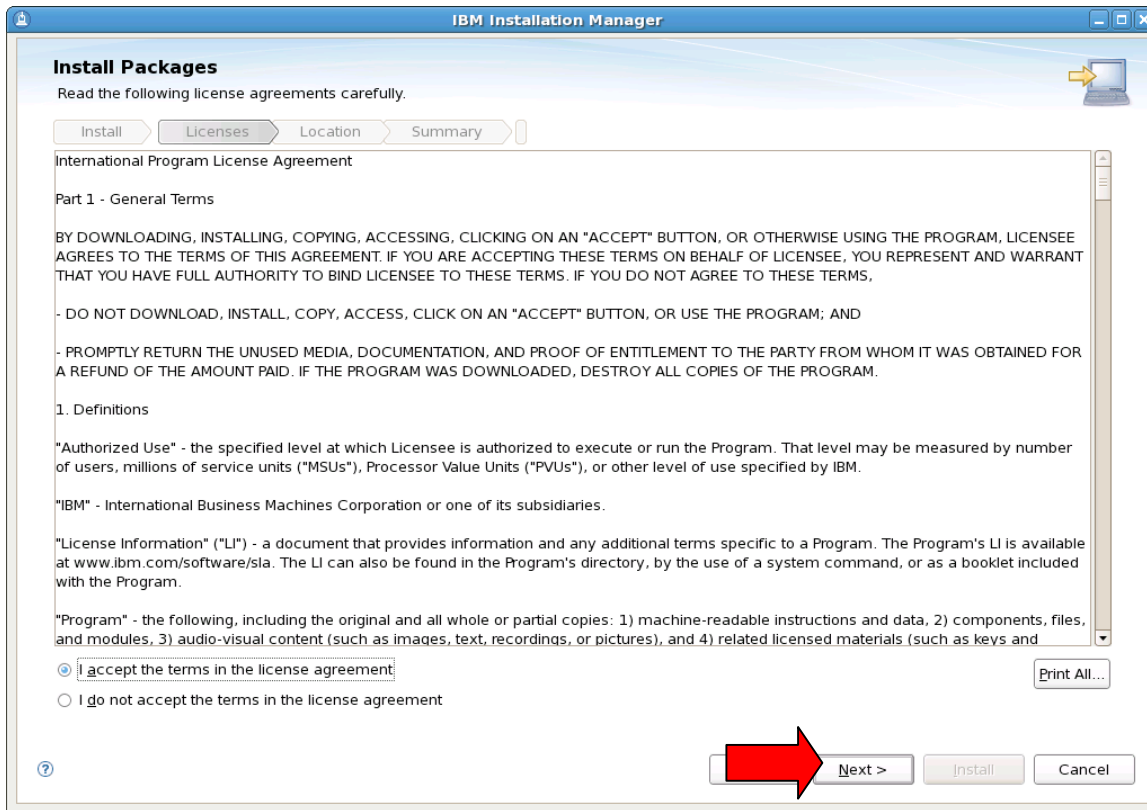 IBM Installation Manager
Install Packages
Read the following license agreements carefully.
Install Licenses Location Summary
International Program License Agreement
Part 1 - General Terms
BY DOWNLOADING, INSTALLING, COPYING, ACCESSING, CLICKING ON AN "ACCEPT" BUTTON, OR OTHERWISE USING THE PROGRAM, LICENSEE
AGREES TO THE TERMS OF THIS AGREEMENT. IF YOU ARE ACCEPTING THESE TERMS ON BEHALF OF LICENSEE, YOU REPRESENT AND WARRANT
THAT YOU HAVE FULL AUTHORITY TO BIND LICENSEE TO THESE TERMS. IF YOU DO NOT AGREE TO THESE TERMS,
- DO NOT DOWNLOAD, INSTALL, COPY, ACCESS, CLICK ON AN "ACCEPT" BUTTON, OR USE THE PROGRAM; AND
- PROMPTLY RETURN THE UNUSED MEDIA, DOCUMENTATION, AND PROOF OF ENTITLEMENT TO THE PARTY FROM WHOM IT WAS OBTAINED FOR
A REFUND OF THE AMOUNT PAID. IF THE PROGRAM WAS DOWNLOADED, DESTROY ALL COPIES OF THE PROGRAM.
1. Definitions
"Authorized Use" - the specified level at which Licensee is authorized to execute or run the Program. That level may be measured by number
of users, millions of service units ("MSUs"), Processor Value Units ("PVUs"), or other level of use specified by IBM.
"IBM" - International Business Machines Corporation or one of its subsidiaries.
"License Information" ("LI") - a document that provides information and any additional terms specific to a Program. The Program's LI is available
at www.ibm.com/software/sla. The LI can also be found in the Program's directory, by the use of a system command, or as a booklet included
with the Program.
"Program" - the following, including the original and all whole or partial copies: 1) machine-readable instructions and data, 2) components, files,
and modules, 3) audio-visual content (such as images, text, recordings, or pictures), and 4) related licensed materials (such as keys and
I accept the terms in the license agreement
Print All...
I do not accept the terms in the license agreement
? Next > Install Cancel